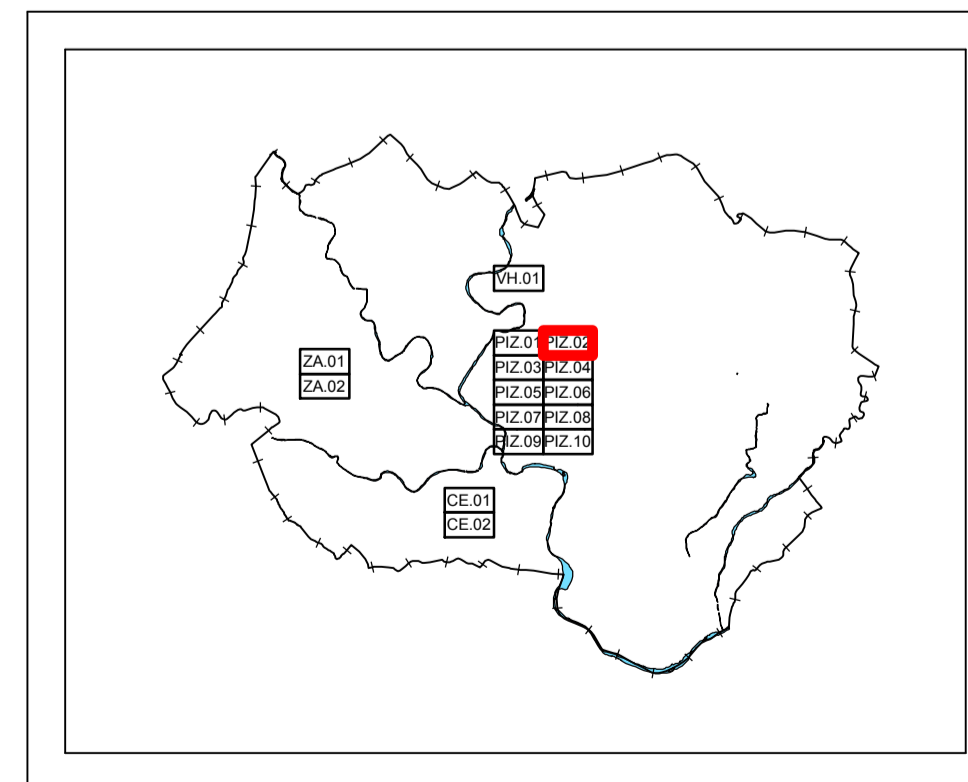 VH.01
PIZ.01 PIZ.02
PIZ.03 PIZ.04
ZA.01
ZA.02
PIZ.05 PIZ.06
PIZ.07 PIZ.08
PIZ.09 PIZ.10
CE.01
CE.02